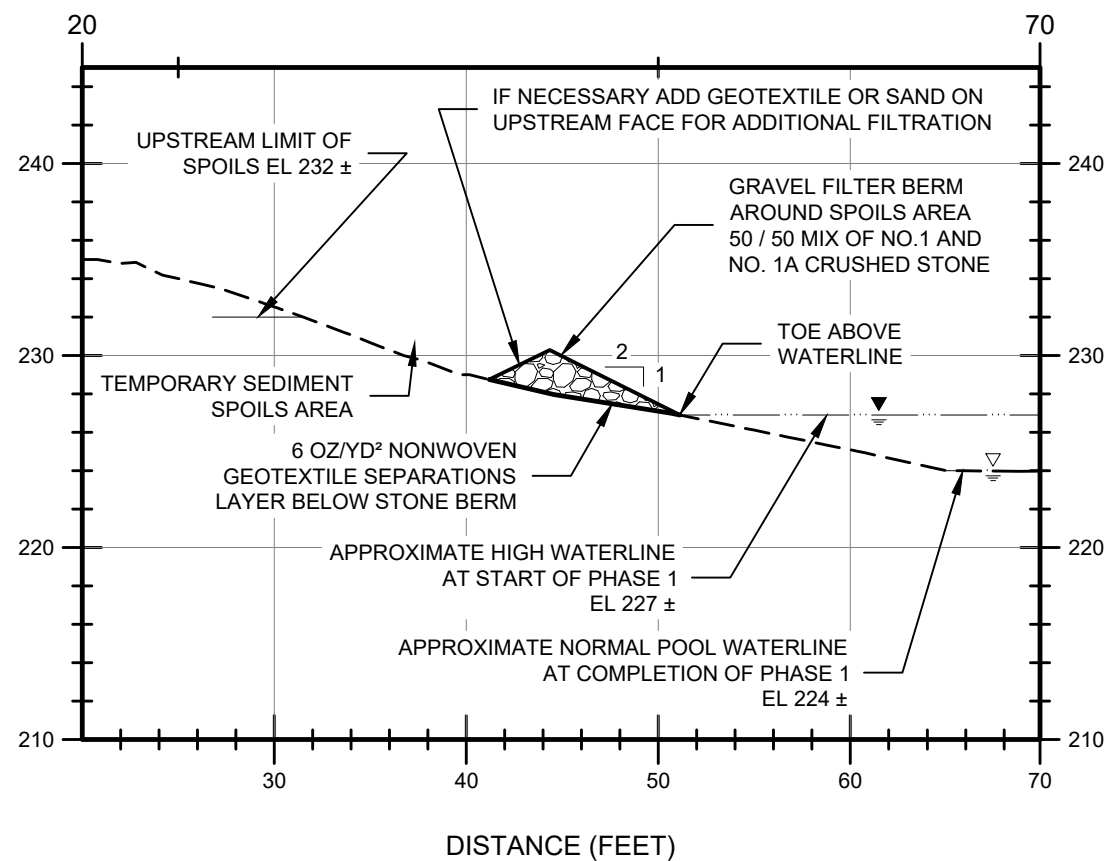 20
70
IF NECESSARY ADD GEOTEXTILE OR SAND ON
UPSTREAM FACE FOR ADDITIONAL FILTRATION
UPSTREAM LIMIT OF
SPOILS EL 232 ±
240
240
GRAVEL FILTER BERM
AROUND SPOILS AREA
50 / 50 MIX OF NO.1 AND
NO. 1A CRUSHED STONE
TOE ABOVE
WATERLINE
2
1
230
230
TEMPORARY SEDIMENT
SPOILS AREA
6 OZ/YD² NONWOVEN
GEOTEXTILE SEPARATIONS
LAYER BELOW STONE BERM
220
220
APPROXIMATE HIGH WATERLINE
AT START OF PHASE 1
EL 227 ±
APPROXIMATE NORMAL POOL WATERLINE
AT COMPLETION OF PHASE 1
EL 224 ±
210
210
30
40
50
60
70
DISTANCE (FEET)